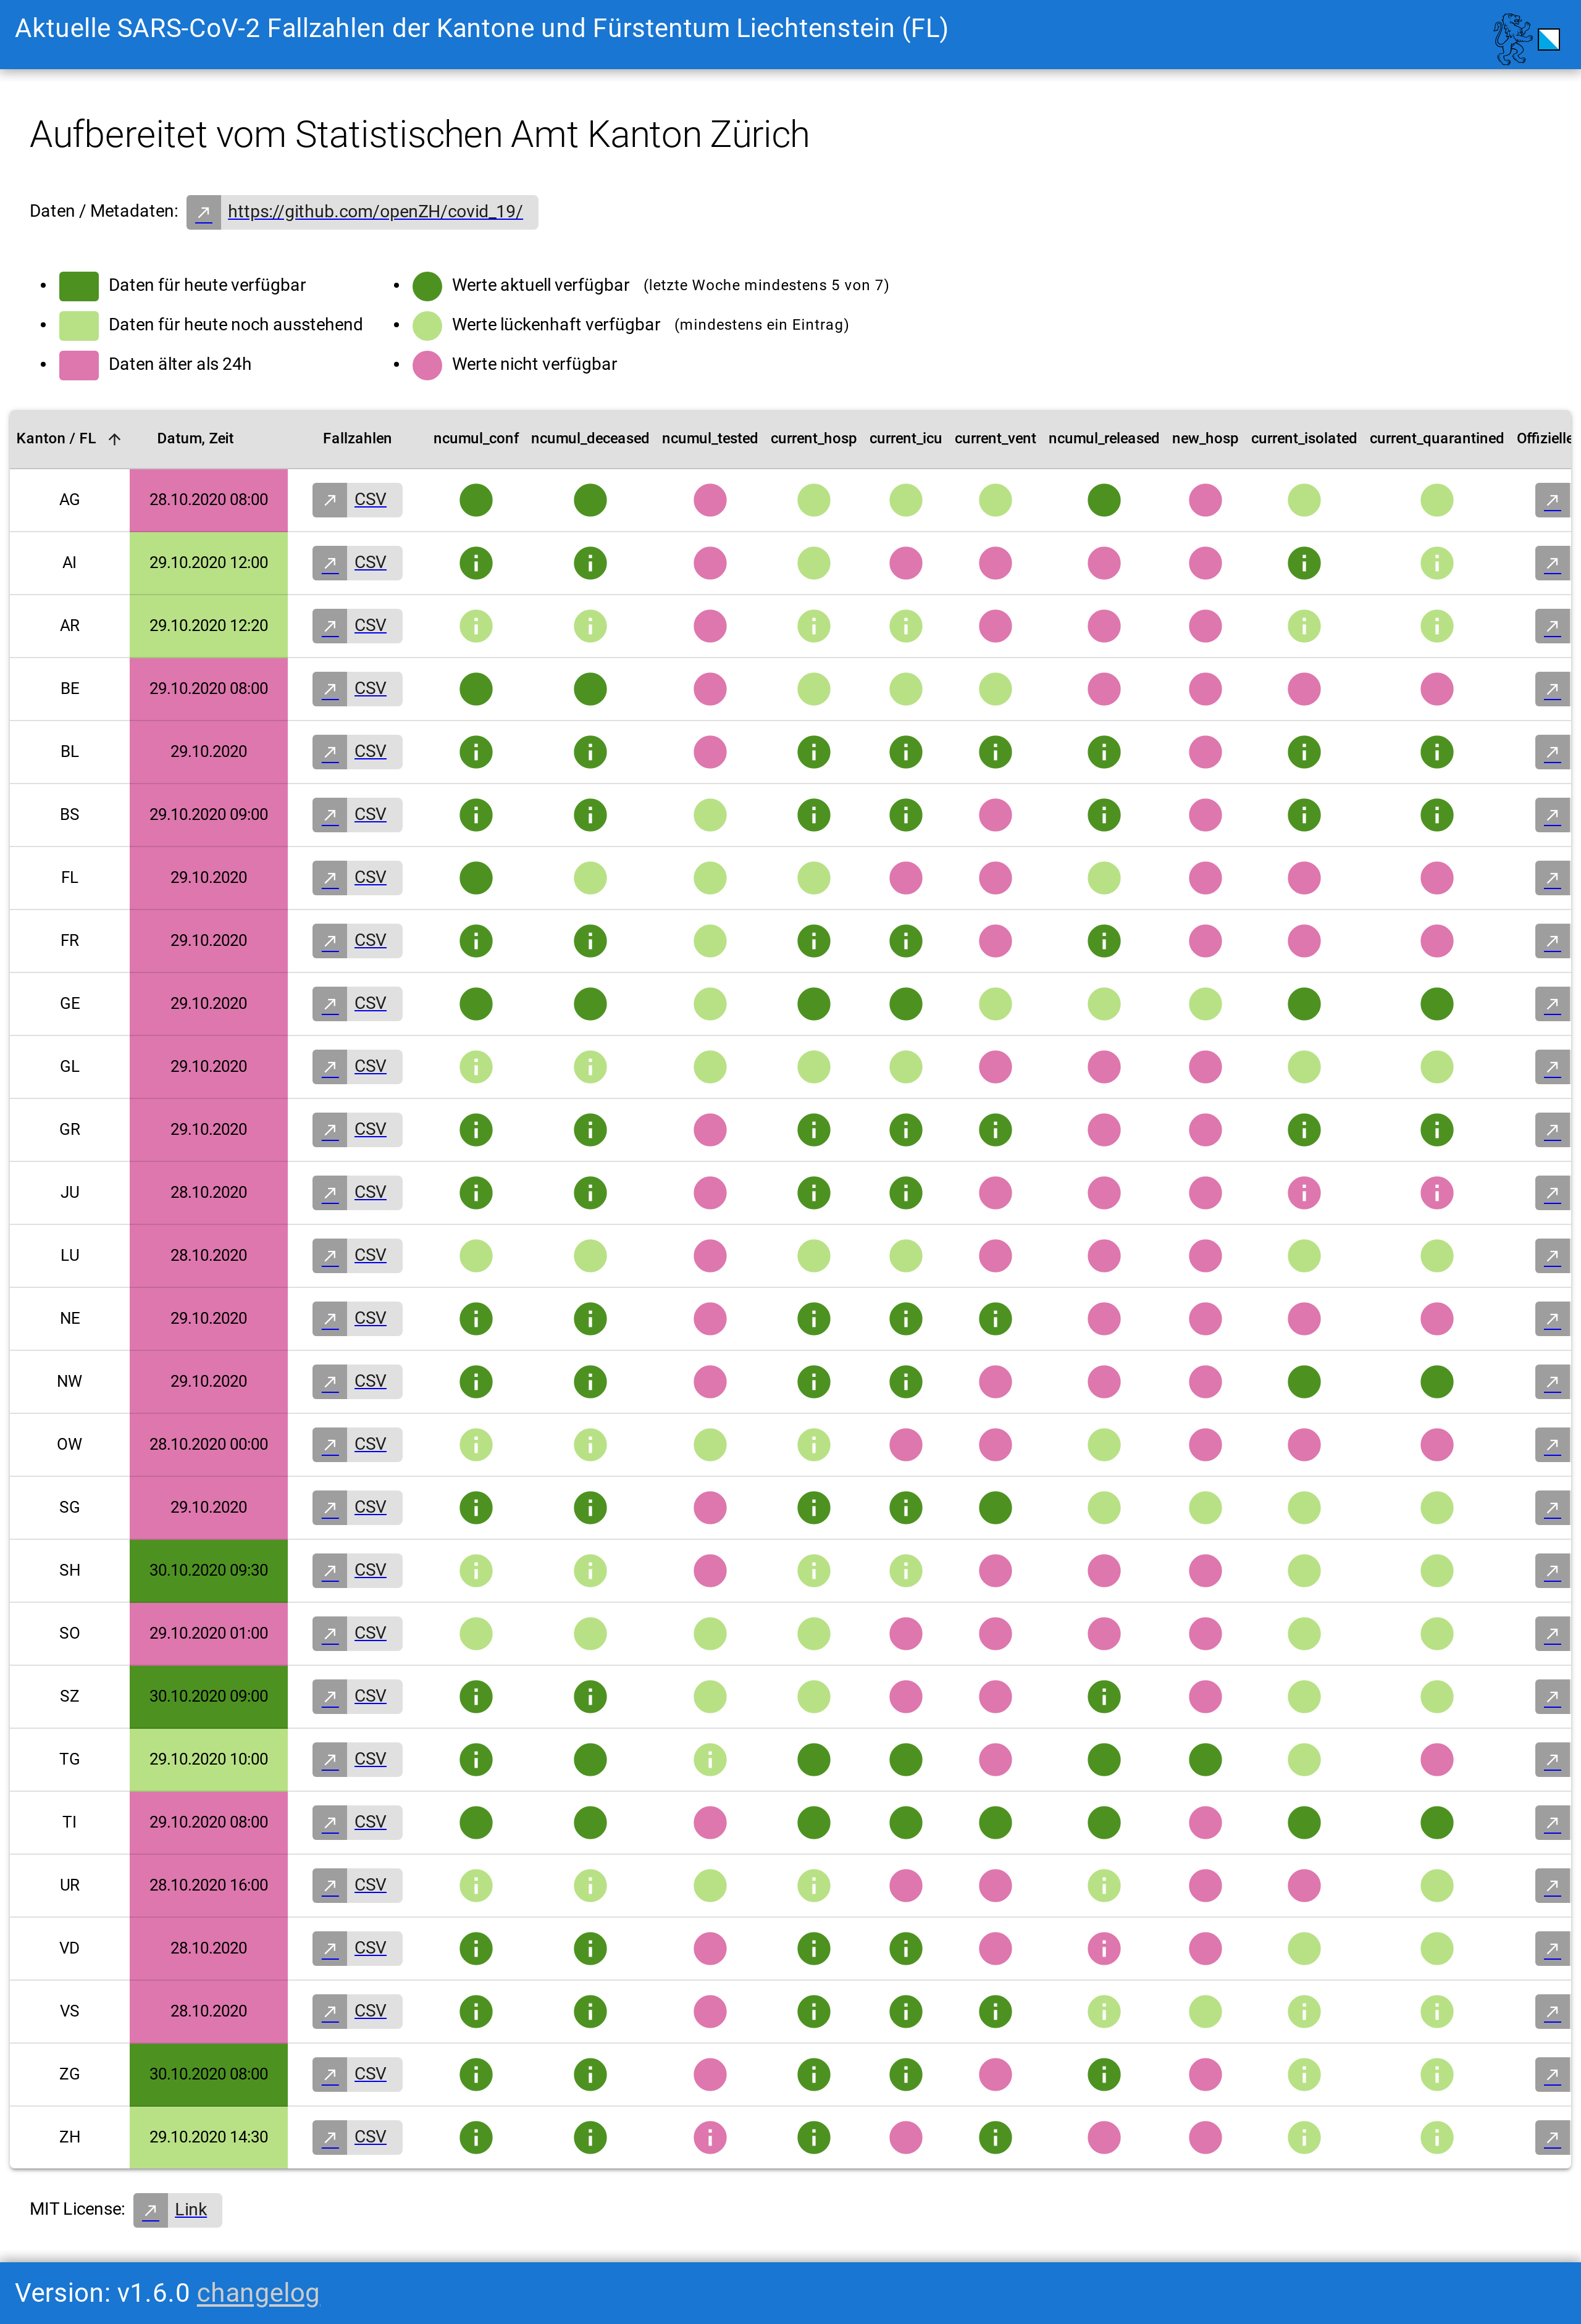 Aktuelle SARS-CoV-2 Fallzahlen der Kantone und Fürstentum Liechtenstein (FL)
Aufbereitet vom Statistischen Amt Kanton Zürich
Daten / Metadaten: https://github.com/openZH/covid_19/
Daten für heute verfügbar
Daten für heute noch ausstehend
Daten älter als 24h
Werte aktuell verfügbar (letzte Woche mindestens 5 von 7)
Werte lückenhaft verfügbar (mindestens ein Eintrag)
Werte nicht verfügbar
Kanton / FL Datum, Zeit Fallzahlen ncumul_conf ncumul_deceased ncumul_tested current_hosp current_icu current_vent ncumul_released new_hosp current_isolated current_quarantined Offizielle
AG 28.10.2020 08:00 CSV
AI 29.10.2020 12:00 CSV
AR 29.10.2020 12:20 CSV
BE 29.10.2020 08:00 CSV
BL 29.10.2020 CSV
BS 29.10.2020 09:00 CSV
FL 29.10.2020 CSV
FR 29.10.2020 CSV
GE 29.10.2020 CSV
GL 29.10.2020 CSV
GR 29.10.2020 CSV
JU 28.10.2020 CSV
LU 28.10.2020 CSV
NE 29.10.2020 CSV
NW 29.10.2020 CSV
OW 28.10.2020 00:00 CSV
SG 29.10.2020 CSV
SH 30.10.2020 09:30 CSV
SO 29.10.2020 01:00 CSV
SZ 30.10.2020 09:00 CSV
TG 29.10.2020 10:00 CSV
TI 29.10.2020 08:00 CSV
UR 28.10.2020 16:00 CSV
VD 28.10.2020 CSV
VS 28.10.2020 CSV
ZG 30.10.2020 08:00 CSV
ZH 29.10.2020 14:30 CSV
MIT License: Link
Version: v1.6.0 changelog